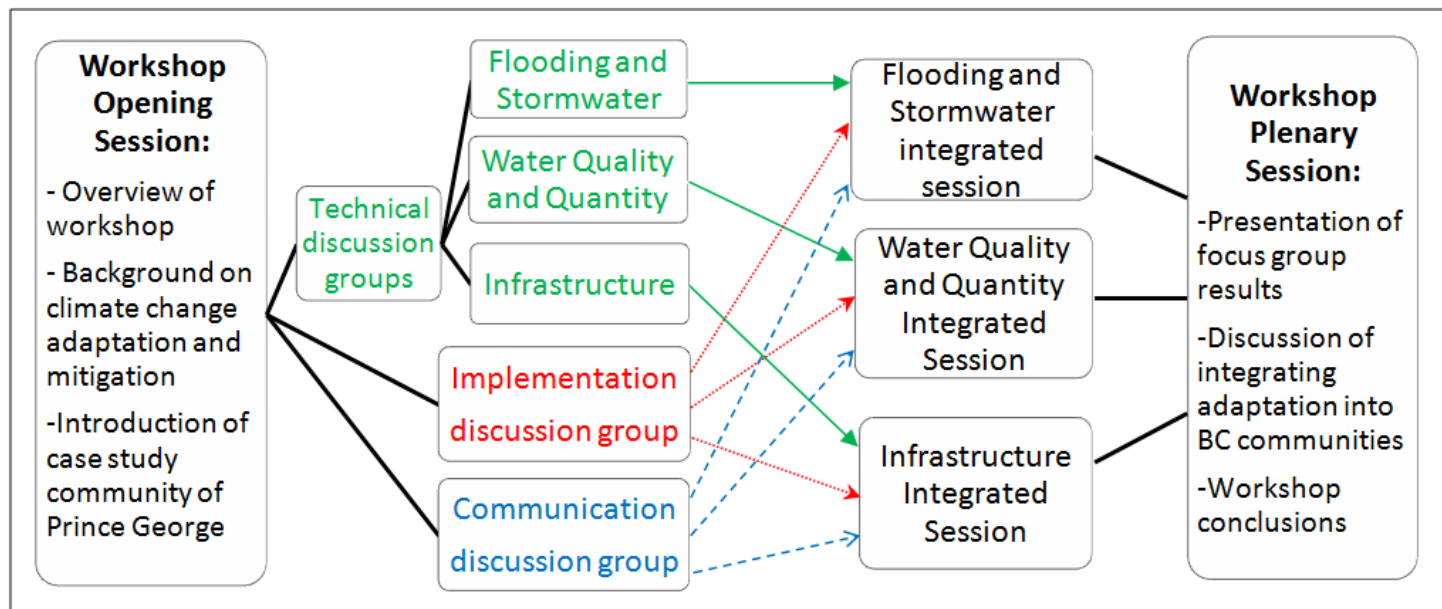 Workshop
Opening
Session:
- Overview of
workshop
- Background on
climate change
adaptation and
mitigation
-Introduction of
case study
community of
Prince George
Technical
discussion
groups
Flooding and
Stormwater
Water Quality
and Quantity
Infrastructure
Implementation
discussion group
Communication
discussion group
Flooding and
Stormwater
integrated
session
Water Quality
and Quantity
Integrated
Session
Infrastructure
Integrated
Session
Workshop
Plenary
Session:
-Presentation of
focus group
results
-Discussion of
integrating
adaptation into
BC communities
-Workshop
conclusions